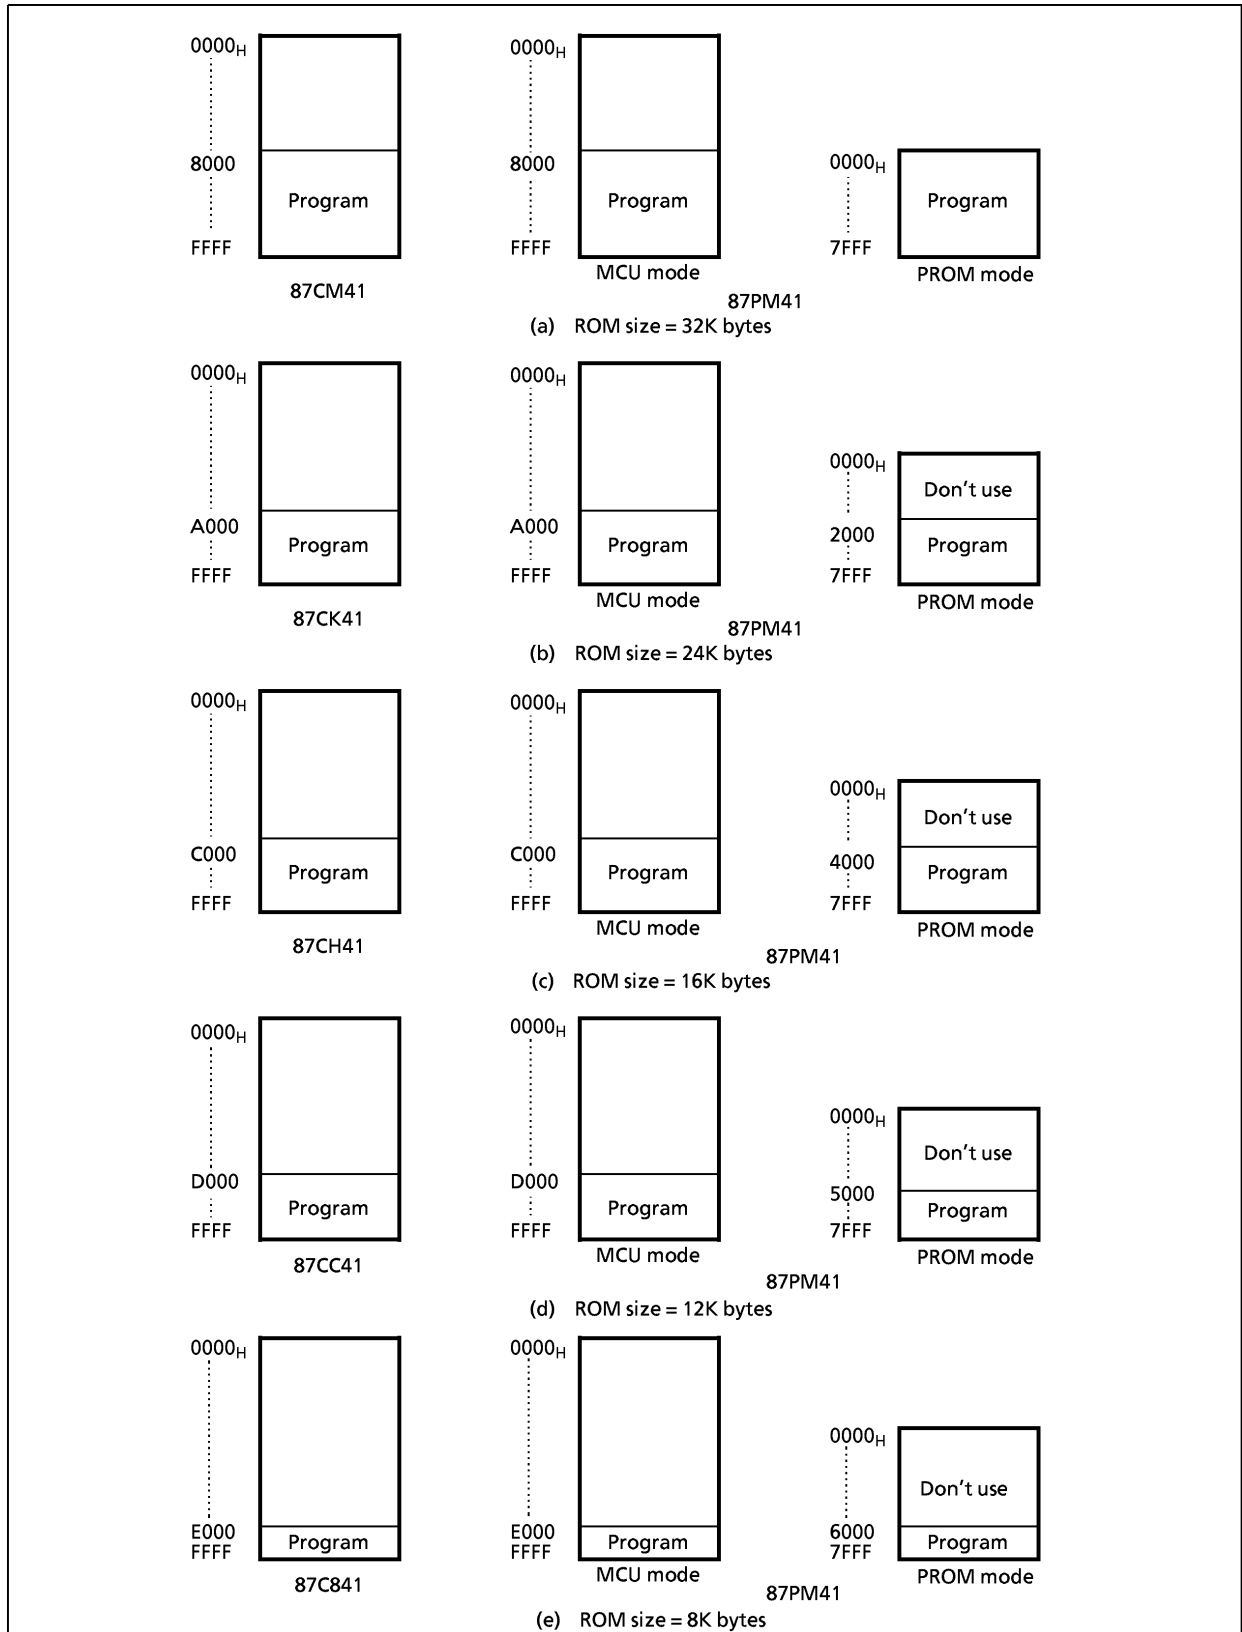 0000H
0000H
8000
Program
8000
Program
0000H
Program
FFFF
FFFF
7FFF
MCU mode
PROM mode
87CM41
87PM41
(a) ROM size = 32K bytes
0000H
0000H
0000H
Don't use
A000
Program
A000
Program
2000
Program
FFFF
FFFF
7FFF
MCU mode
PROM mode
87CK41
87PM41
(b) ROM size = 24K bytes
0000H
0000H
0000H
Don't use
C000
Program
C000
Program
4000
Program
FFFF
FFFF
7FFF
MCU mode
PROM mode
87CH41
87PM41
(c) ROM size = 16K bytes
0000H
0000H
0000H
Don't use
D000
Program
D000
Program
5000
Program
FFFF
FFFF
7FFF
MCU mode
PROM mode
87CC41
87PM41
(d) ROM size = 12K bytes
0000H
0000H
0000H
Don't use
E000
Program
E000
Program
6000
Program
FFFF
FFFF
7FFF
MCU mode
PROM mode
87C841
87PM41
(e) ROM size = 8K bytes